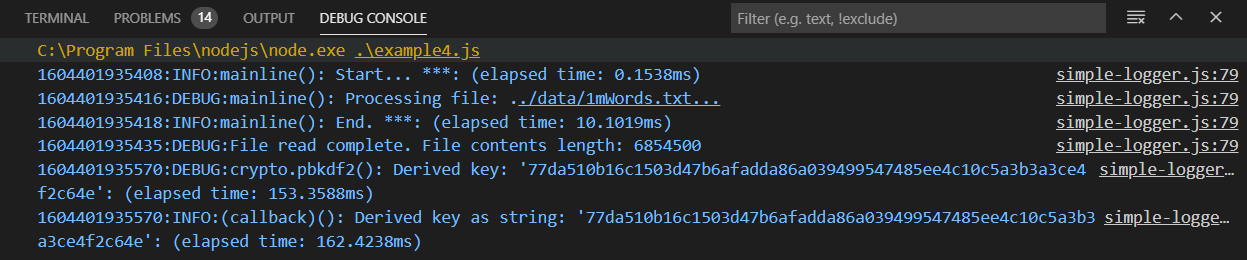 TERMINAL PROBLEMS 14 OUTPUT DEBUG CONSOLE Filter (e.g. text, !exclude)
C:\Program Files\nodejs\node.exe .\example4.js
1604401935408:INFO:mainline(): Start... ***: (elapsed time: 0.1538ms) simple-logger.js:79
1604401935416:DEBUG:mainline(): Processing file: ../data/1mWords.txt... simple-logger.js:79
1604401935418:INFO:mainline(): End. ***: (elapsed time: 10.1019ms) simple-logger.js:79
1604401935435:DEBUG:File read complete. File contents length: 6854500 simple-logger.js:79
1604401935570:DEBUG:crypto.pbkdf2(): Derived key: '77da510b16c1503d47b6afadda86a039499547485ee4c10c5a3b3a3ce4 simple-logger…
f2c64e': (elapsed time: 153.3588ms)
1604401935570:INFO:(callback)(): Derived key as string: '77da510b16c1503d47b6afadda86a039499547485ee4c10c5a3b3 simple-logge…
a3ce4f2c64e': (elapsed time: 162.4238ms)